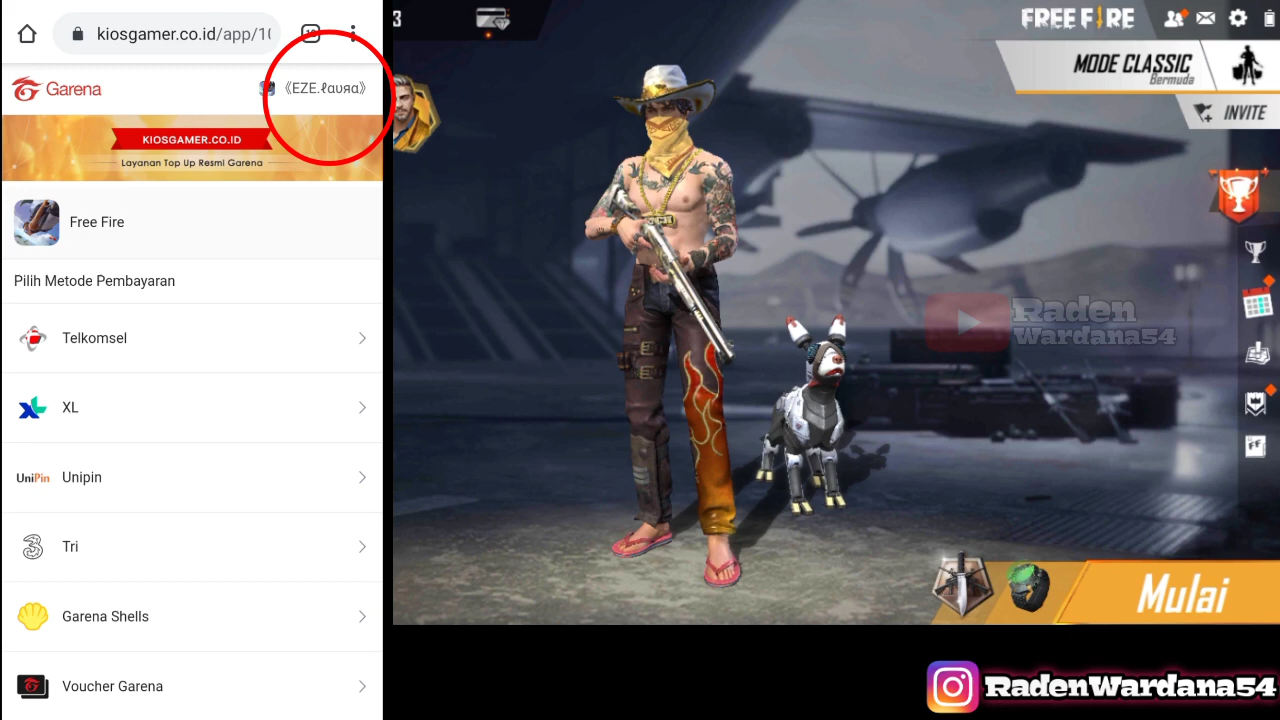 kiosgamer.co.id/app/10
Garena
《EZE.ℓαυяα》
KIOSGAMER.CO.ID
Layanan Top Up Resmi Garena
Free Fire
Pilih Metode Pembayaran
Telkomsel
XL
UniPin Unipin
Tri
Garena Shells
Voucher Garena
3
FREE FIRE
MODE CLASSIC
Bermuda
INVITE
Raden
Wardana54
FF
Mulai
RadenWardana54